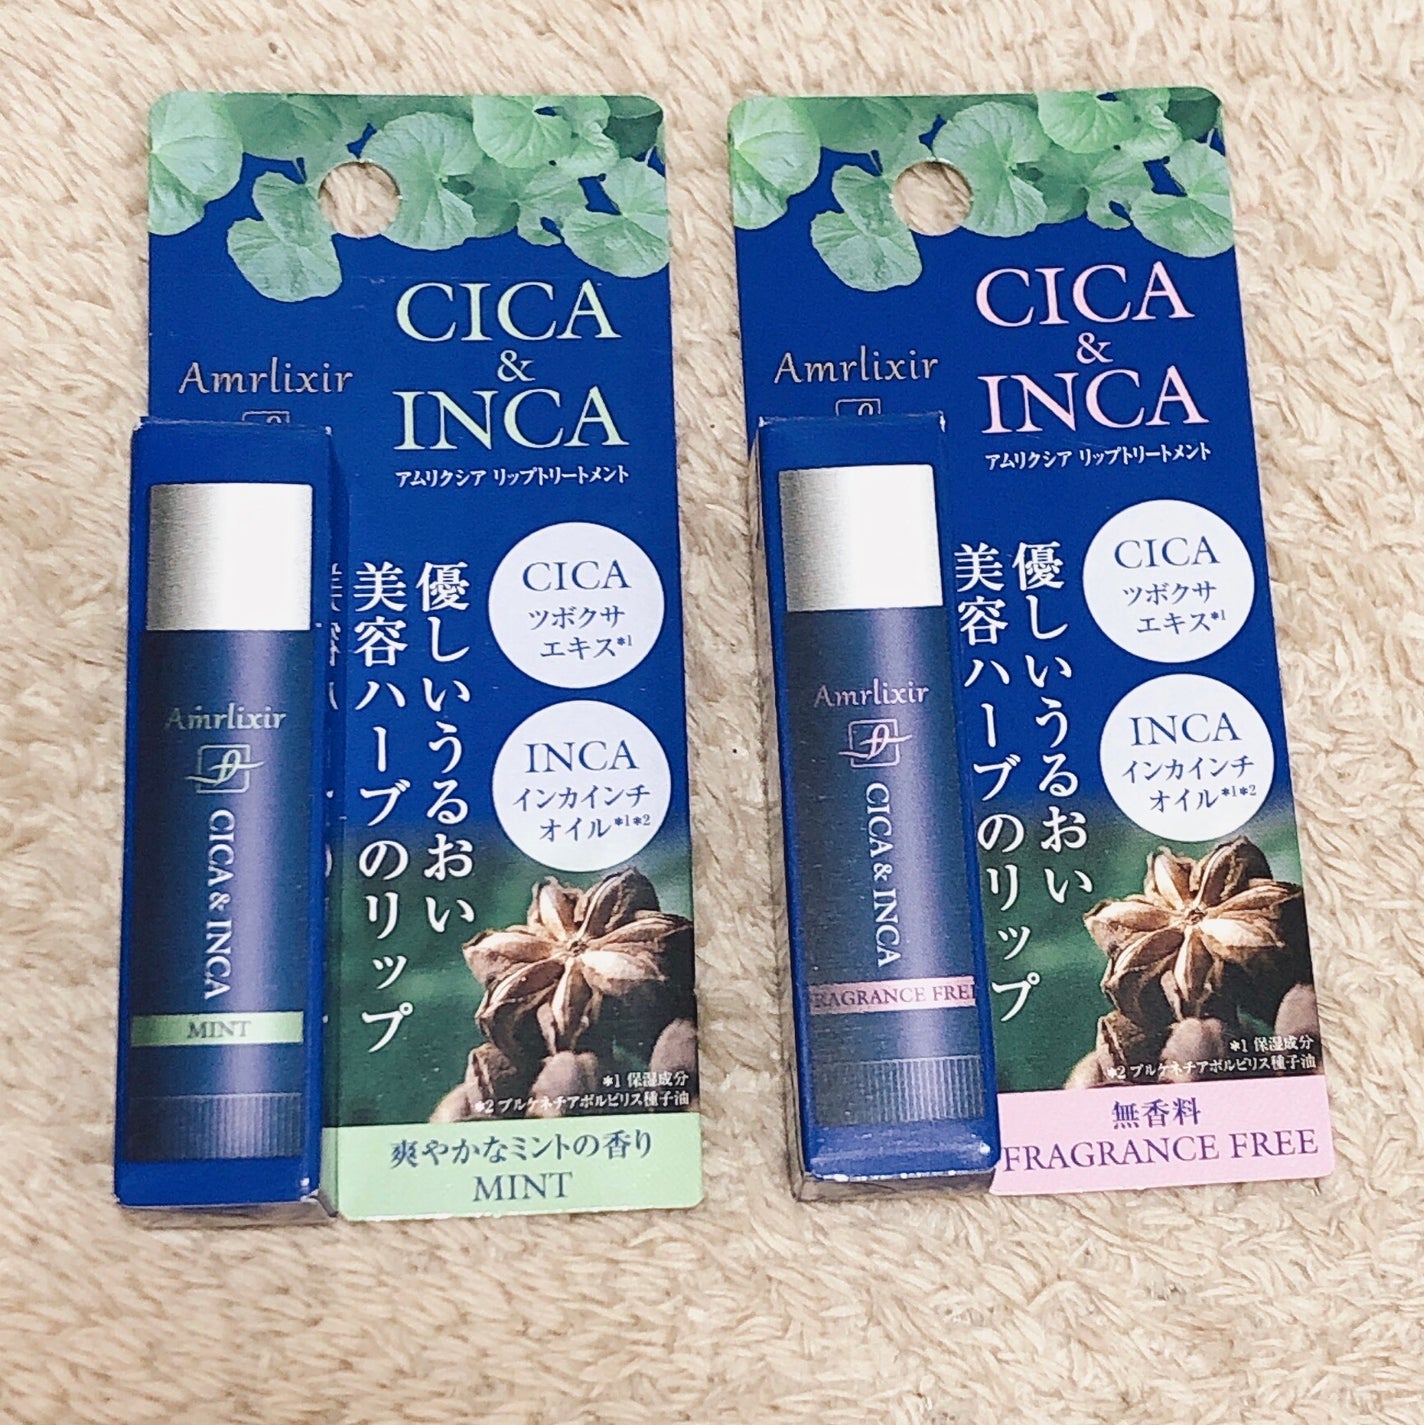 CICA
&
INCA
Amrlixir
アムリクシア リップトリートメント
優しいうるおい
美容ハーブのリップ
CICA
ツボクサ
エキス*1
INCA
インカインチ
オイル*1*2
Amrlixir
CICA & INCA
MINT
*1 保湿成分
*2 プルケネチアボルビリス種子油
爽やかなミントの香り
MINT
CICA
&
INCA
Amrlixir
アムリクシア リップトリートメント
優しいうるおい
美容ハーブのリップ
CICA
ツボクサ
エキス*1
INCA
インカインチ
オイル*1*2
Amrlixir
CICA & INCA
FRAGRANCE FREE
*1 保湿成分
*2 プルケネチアボルビリス種子油
無香料
FRAGRANCE FREE